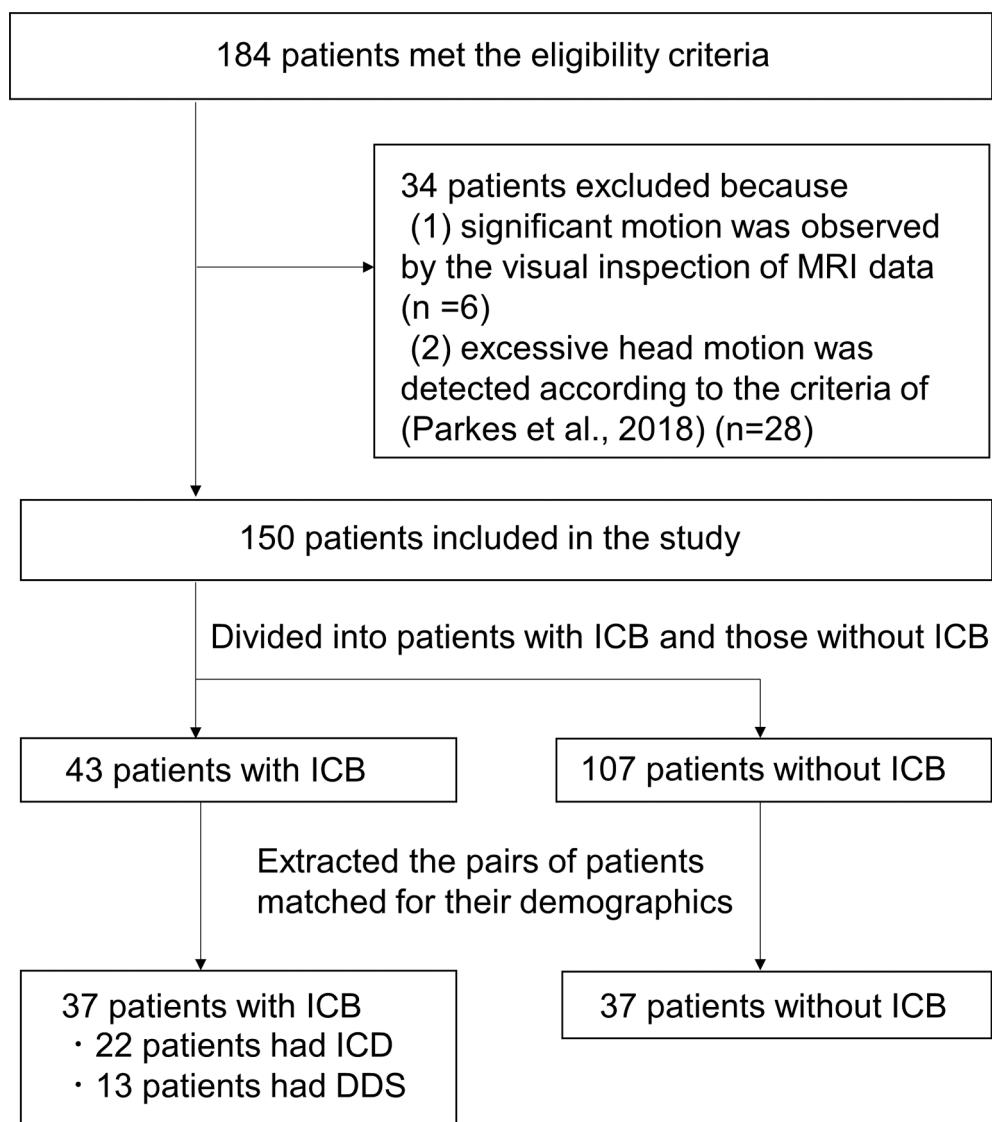 184 patients met the eligibility criteria
34 patients excluded because
(1) significant motion was observed
by the visual inspection of MRI data
(n =6)
(2) excessive head motion was
detected according to the criteria of
(Parkes et al., 2018) (n=28)
150 patients included in the study
Divided into patients with ICB and those without ICB
43 patients with ICB
107 patients without ICB
Extracted the pairs of patients
matched for their demographics
37 patients with ICB
・22 patients had ICD
・13 patients had DDS
37 patients without ICB